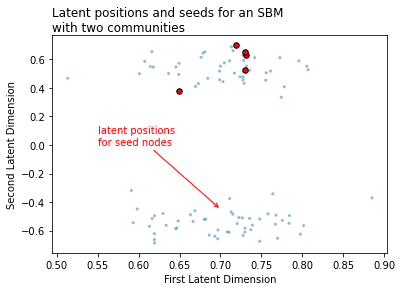 Latent positions and seeds for an SBM
with two communities
Second Latent Dimension
0.6
0.4
0.2
0.0
−0.2
−0.4
−0.6
latent positions
for seed nodes
0.50 0.55 0.60 0.65 0.70 0.75 0.80 0.85 0.90
First Latent Dimension